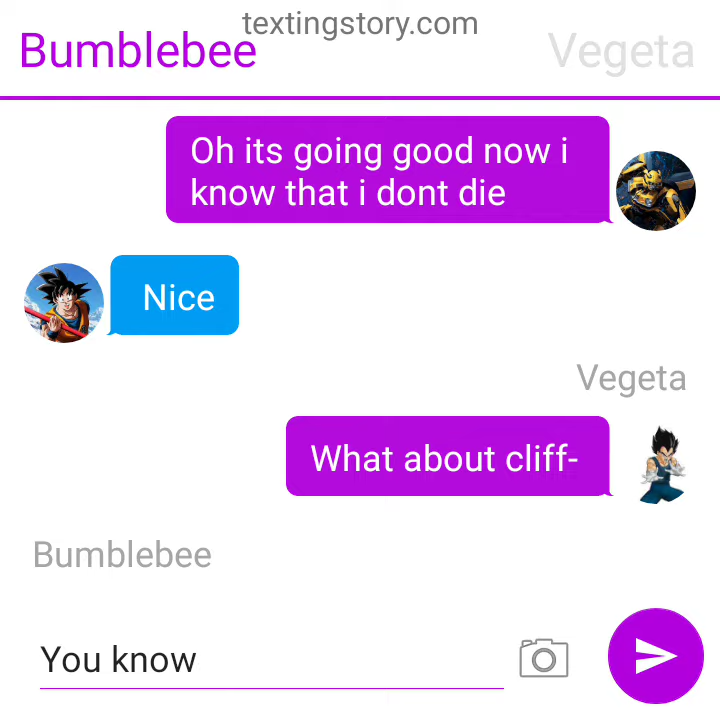 textingstory.com
Bumblebee
Vegeta
Oh its going good now i
know that i dont die
Nice
Vegeta
What about cliff-
Bumblebee
You know